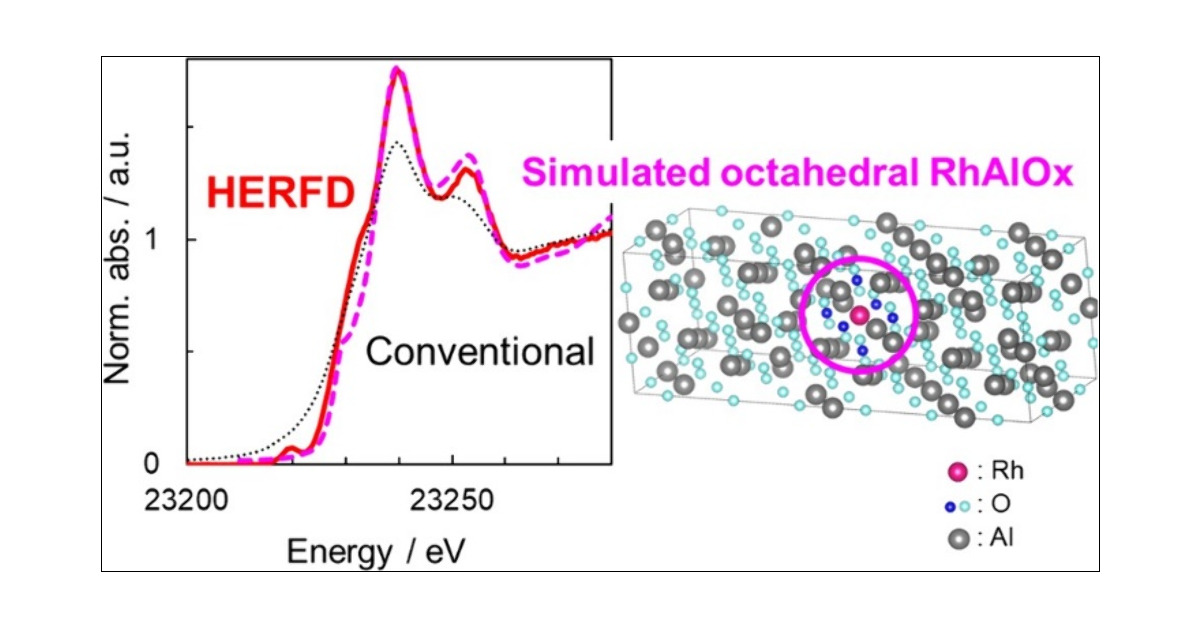 HERFD
Simulated octahedral RhAlOx
Conventional
Norm. abs. / a.u.
1
0
23200
23250
Energy / eV
: Rh
: O
: Al